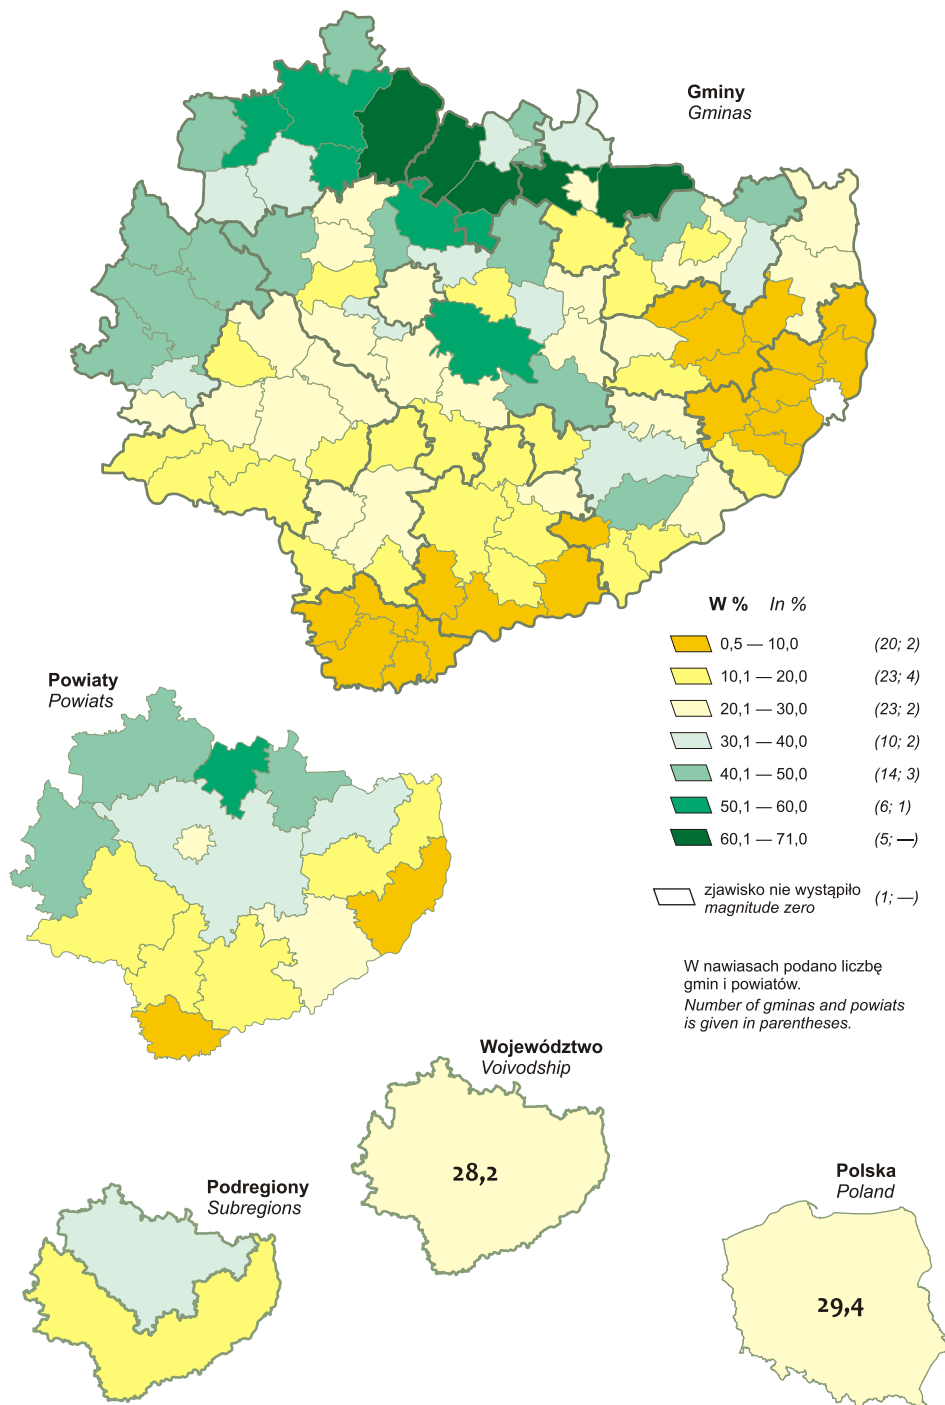 Gminy
Gminas
W % In %
0,5 — 10,0 (20; 2)
10,1 — 20,0 (23; 4)
20,1 — 30,0 (23; 2)
30,1 — 40,0 (10; 2)
40,1 — 50,0 (14; 3)
50,1 — 60,0 (6; 1)
60,1 — 71,0 (5; —)
zjawisko nie wystąpiło
magnitude zero
(1; —)
W nawiasach podano liczbę
gmin i powiatów.
Number of gminas and powiats
is given in parentheses.
Powiaty
Powiats
Województwo
Voivodship
28,2
Podregiony
Subregions
Polska
Poland
29,4